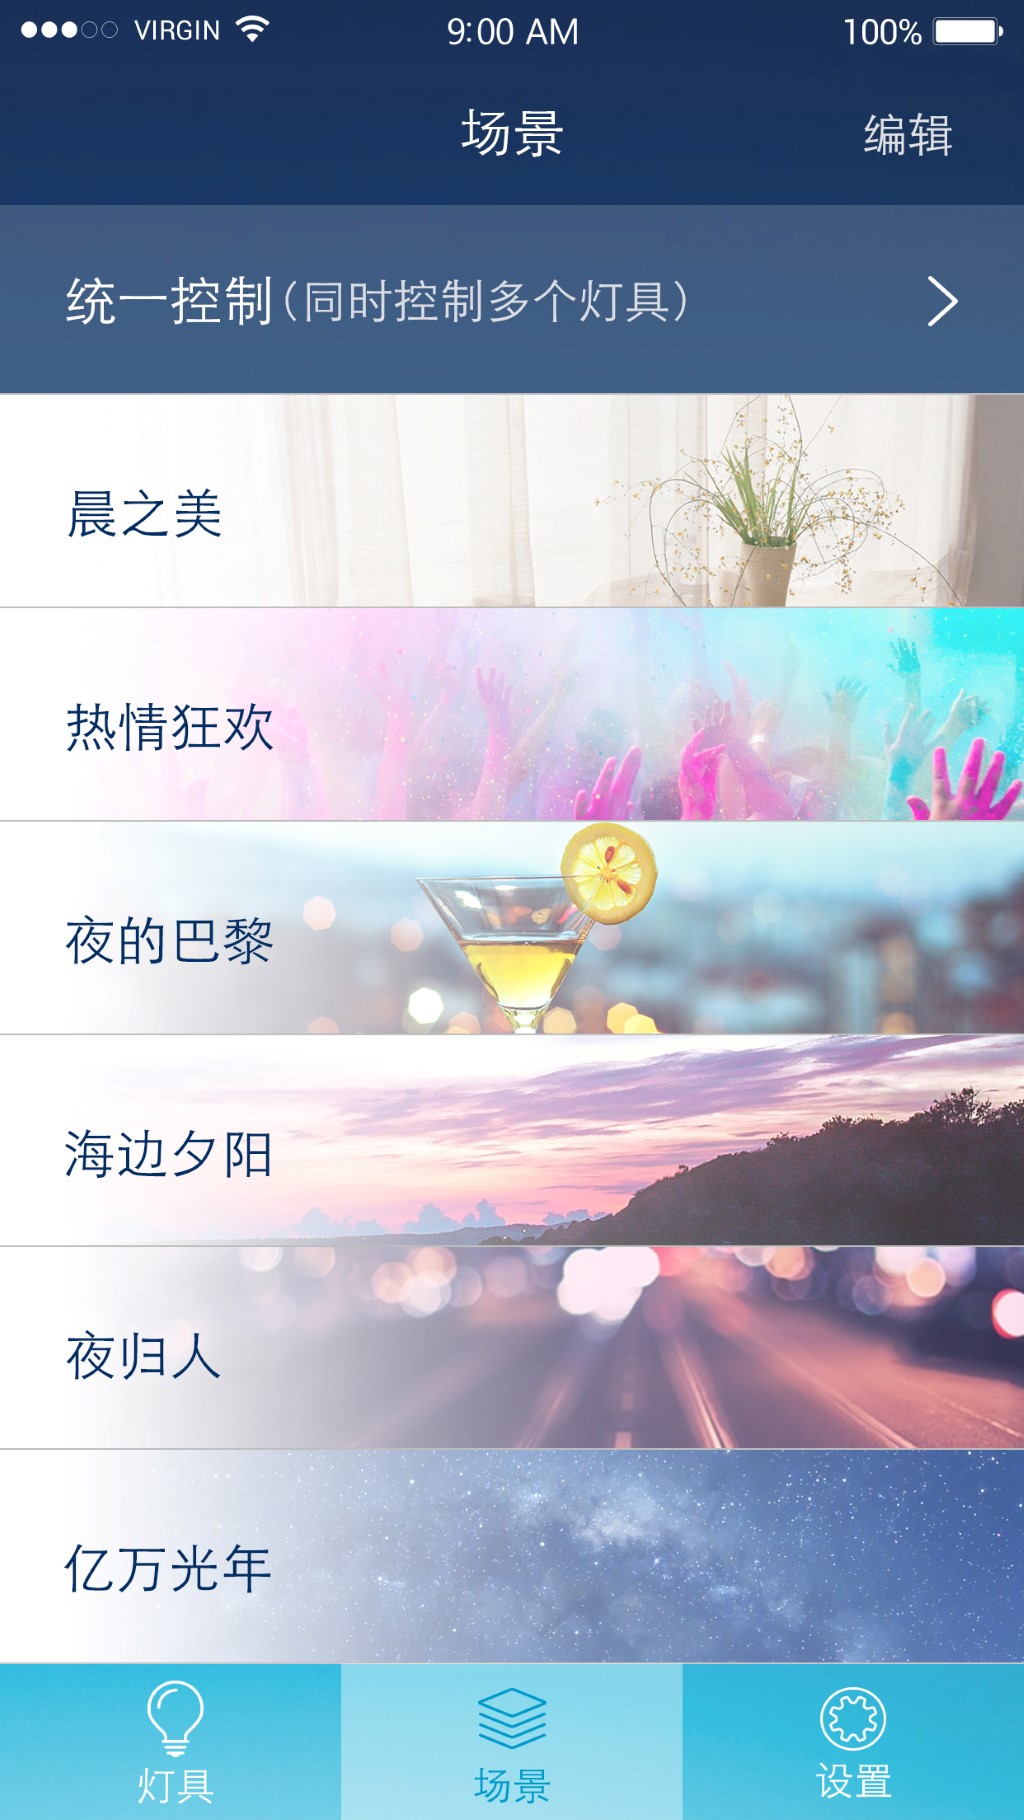 VIRGIN 9:00 AM 100%
场景 编辑
统一控制(同时控制多个灯具)
晨之美
热情狂欢
夜的巴黎
海边夕阳
夜归人
亿万光年
灯具 场景 设置